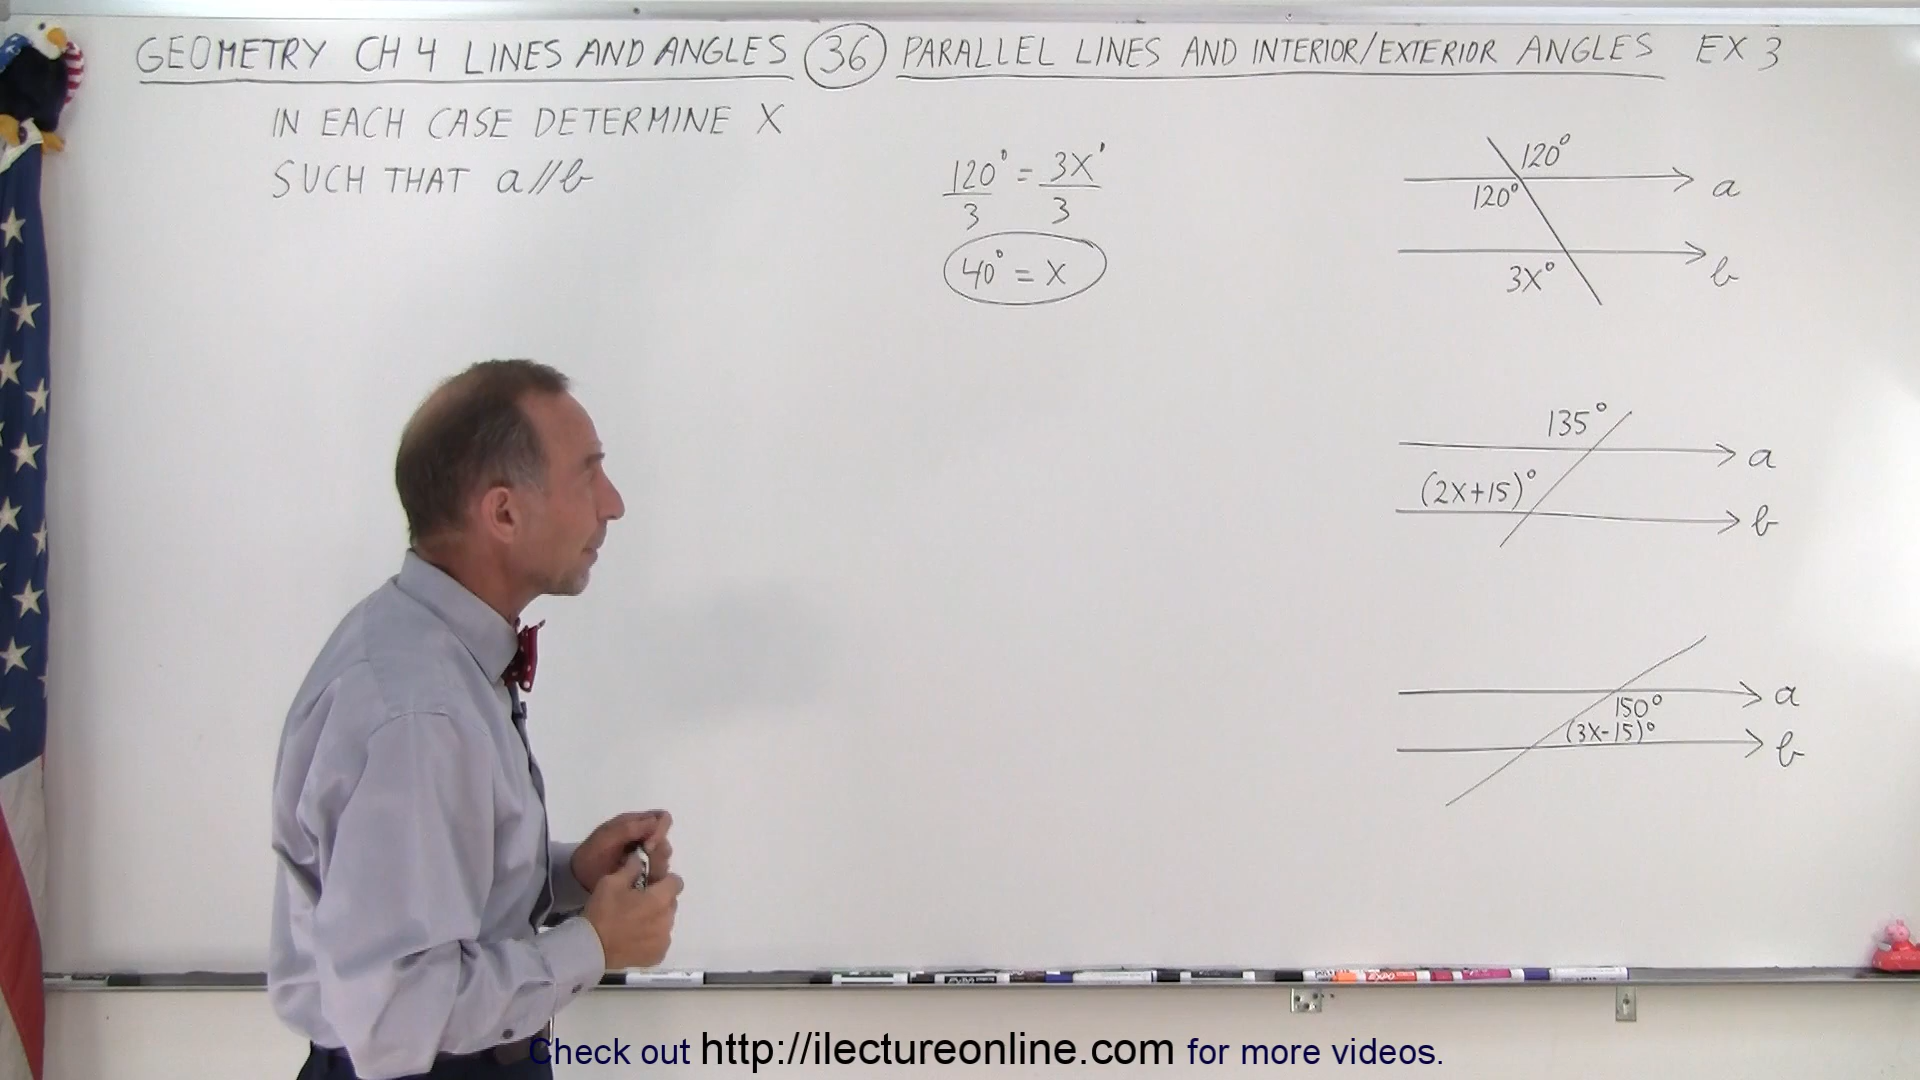 GEOMETRY CH 4 LINES AND ANGLES 36 PARALLEL LINES AND INTERIOR/EXTERIOR ANGLES EX 3
IN EACH CASE DETERMINE X
SUCH THAT a//b
120° = 3X°
3 3
40° = X
120°
120° a
3X° b
135°
a
(2X+15)°
b
a
150°
(3X-15)°
b
EXPO
Check out http://ilectureonline.com for more videos.